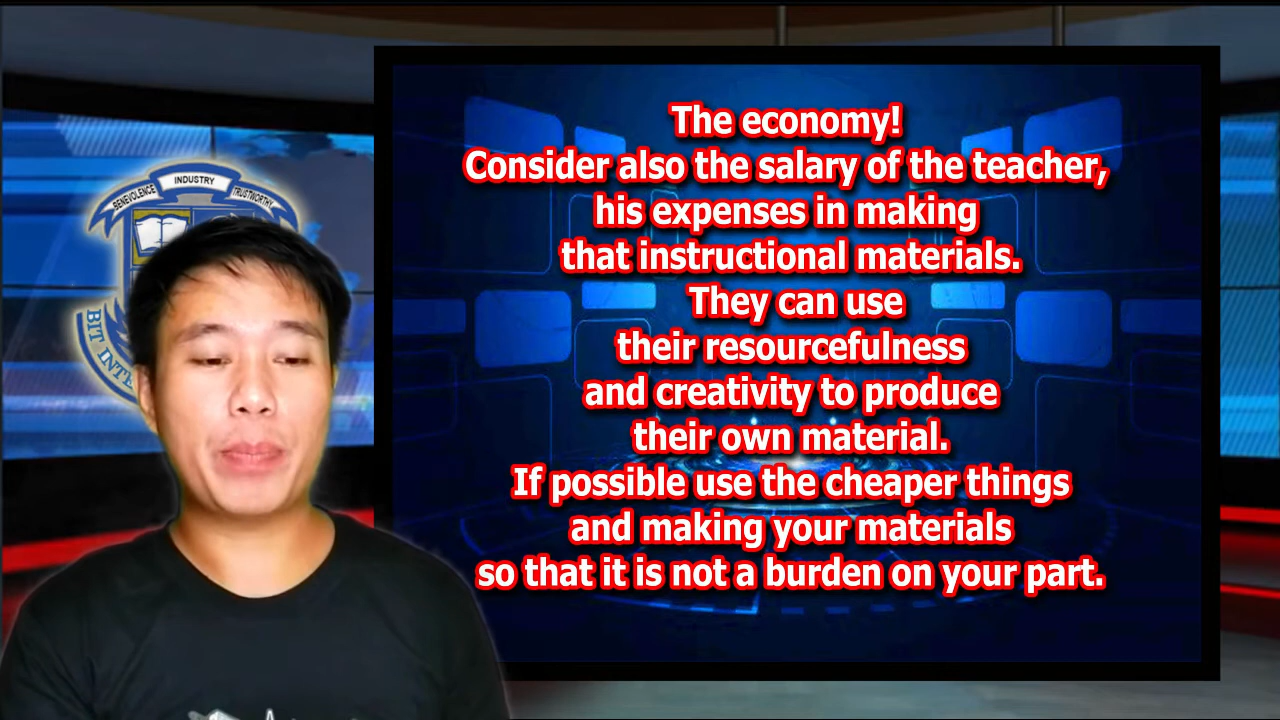 BENEVOLENCE
INDUSTRY
TRUSTWORTHY
BIT INTE
The economy!
Consider also the salary of the teacher,
his expenses in making
that instructional materials.
They can use
their resourcefulness
and creativity to produce
their own material.
If possible use the cheaper things
and making your materials
so that it is not a burden on your part.